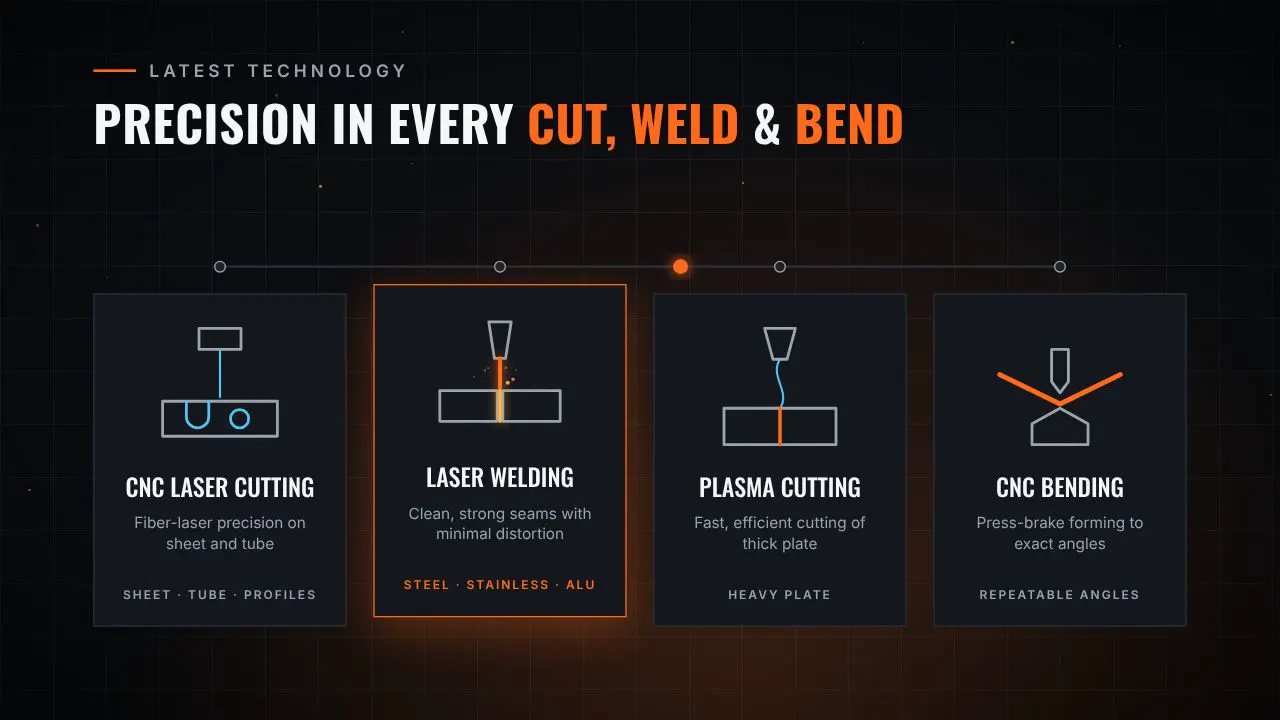 LATEST TECHNOLOGY
PRECISION IN EVERY CUT, WELD & BEND
CNC LASER CUTTING
Fiber-laser precision on
sheet and tube
SHEET · TUBE · PROFILES
LASER WELDING
Clean, strong seams with
minimal distortion
STEEL · STAINLESS · ALU
PLASMA CUTTING
Fast, efficient cutting of
thick plate
HEAVY PLATE
CNC BENDING
Press-brake forming to
exact angles
REPEATABLE ANGLES